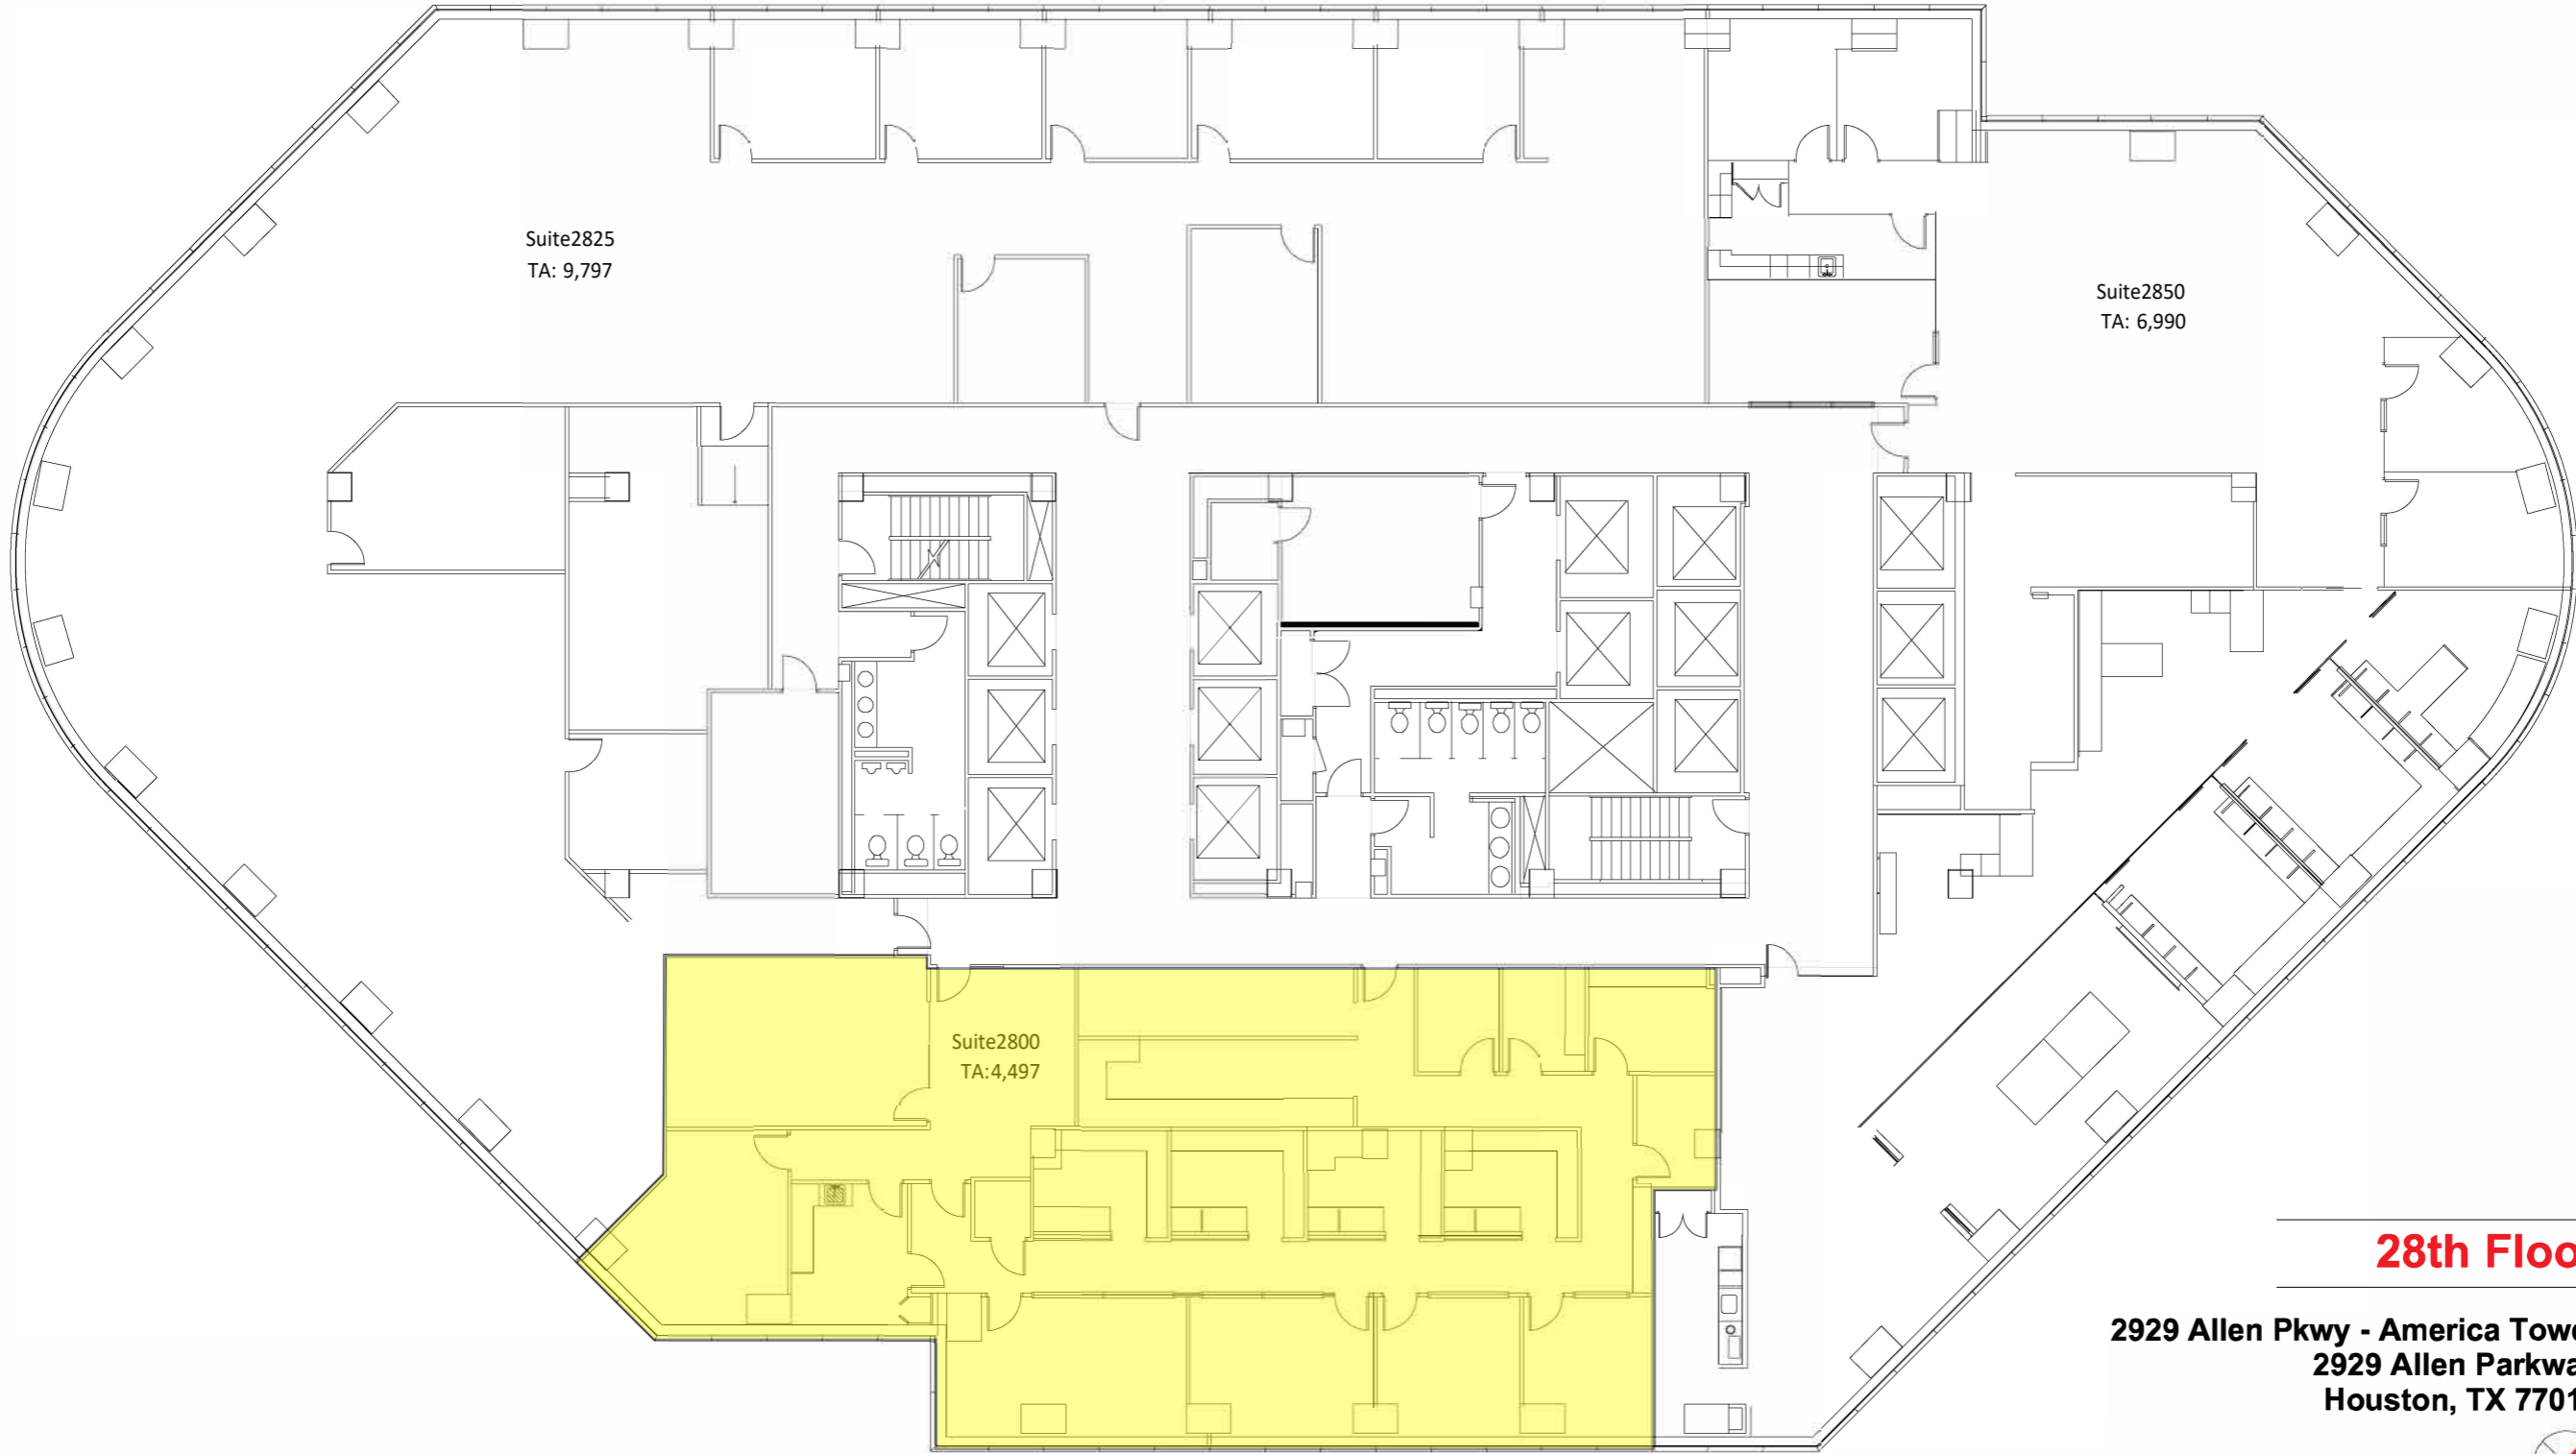 Suite2825
TA: 9,797
Suite2850
TA: 6,990
Suite2800
TA:4,497
28th Floo
2929 Allen Pkwy - America Towe
2929 Allen Parkwa
Houston, TX 7701